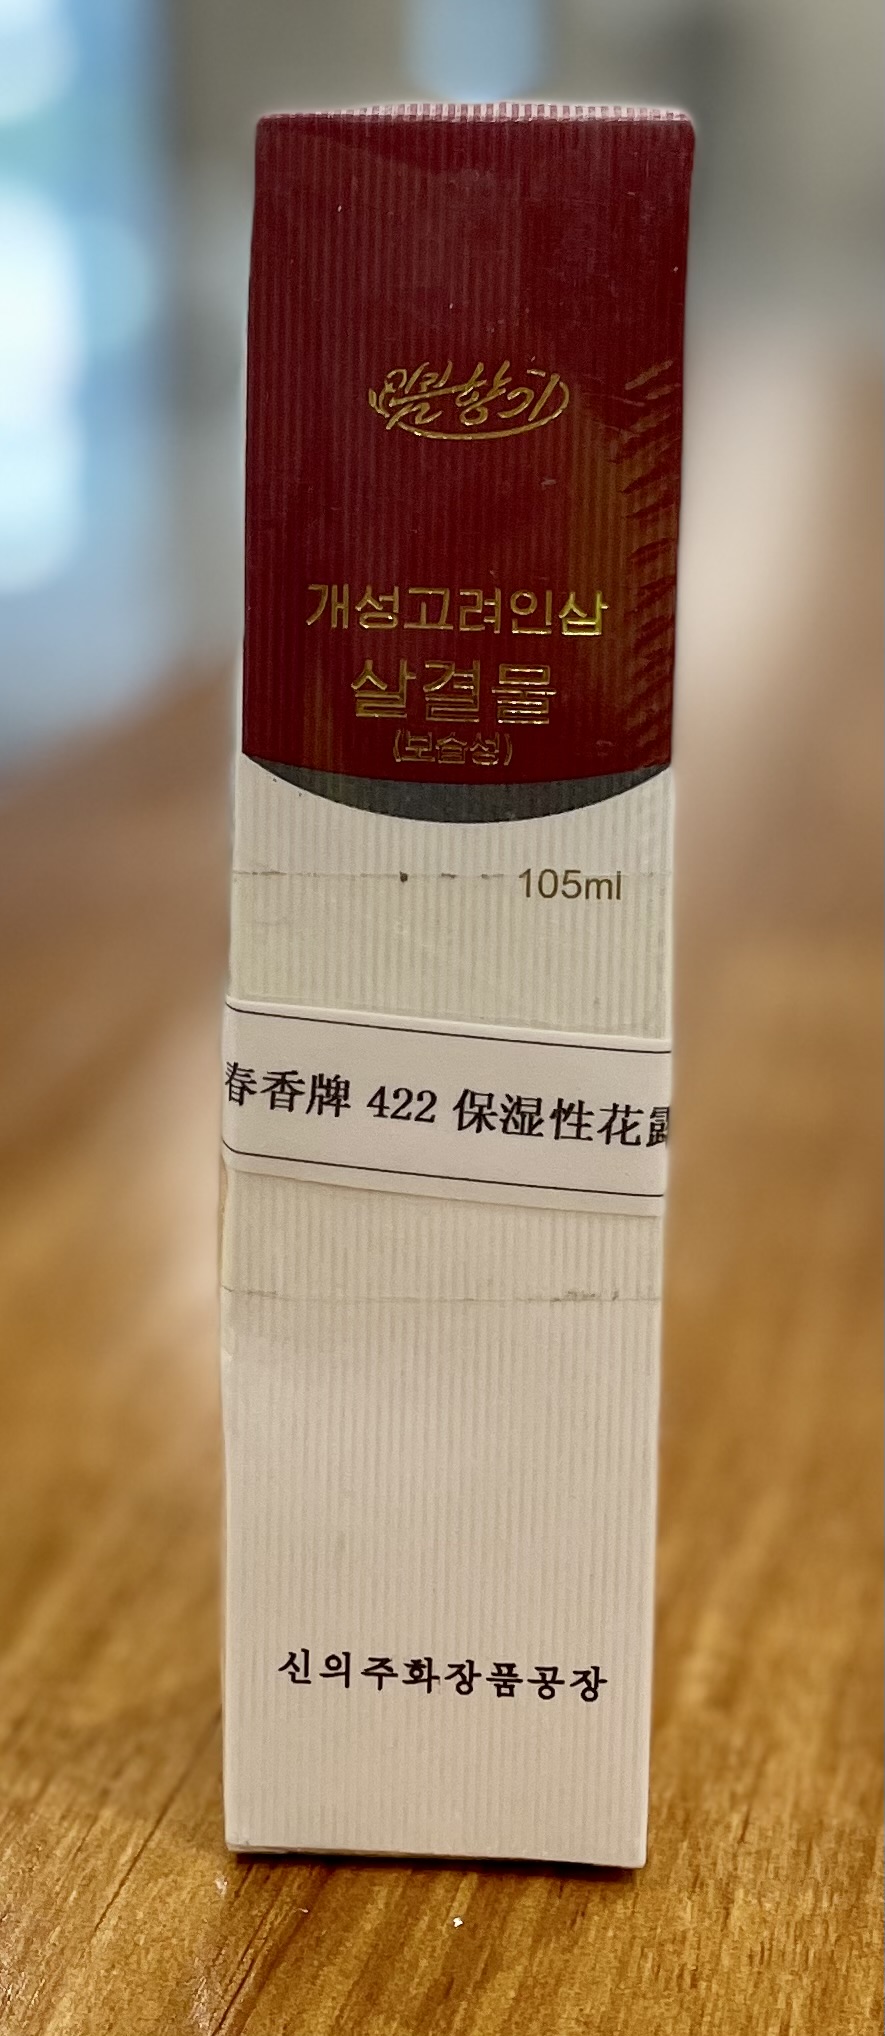 봄향기
개성고려인삼
살결물
(보습성)
105ml
春香牌 422 保湿性花露
신의주화장품공장